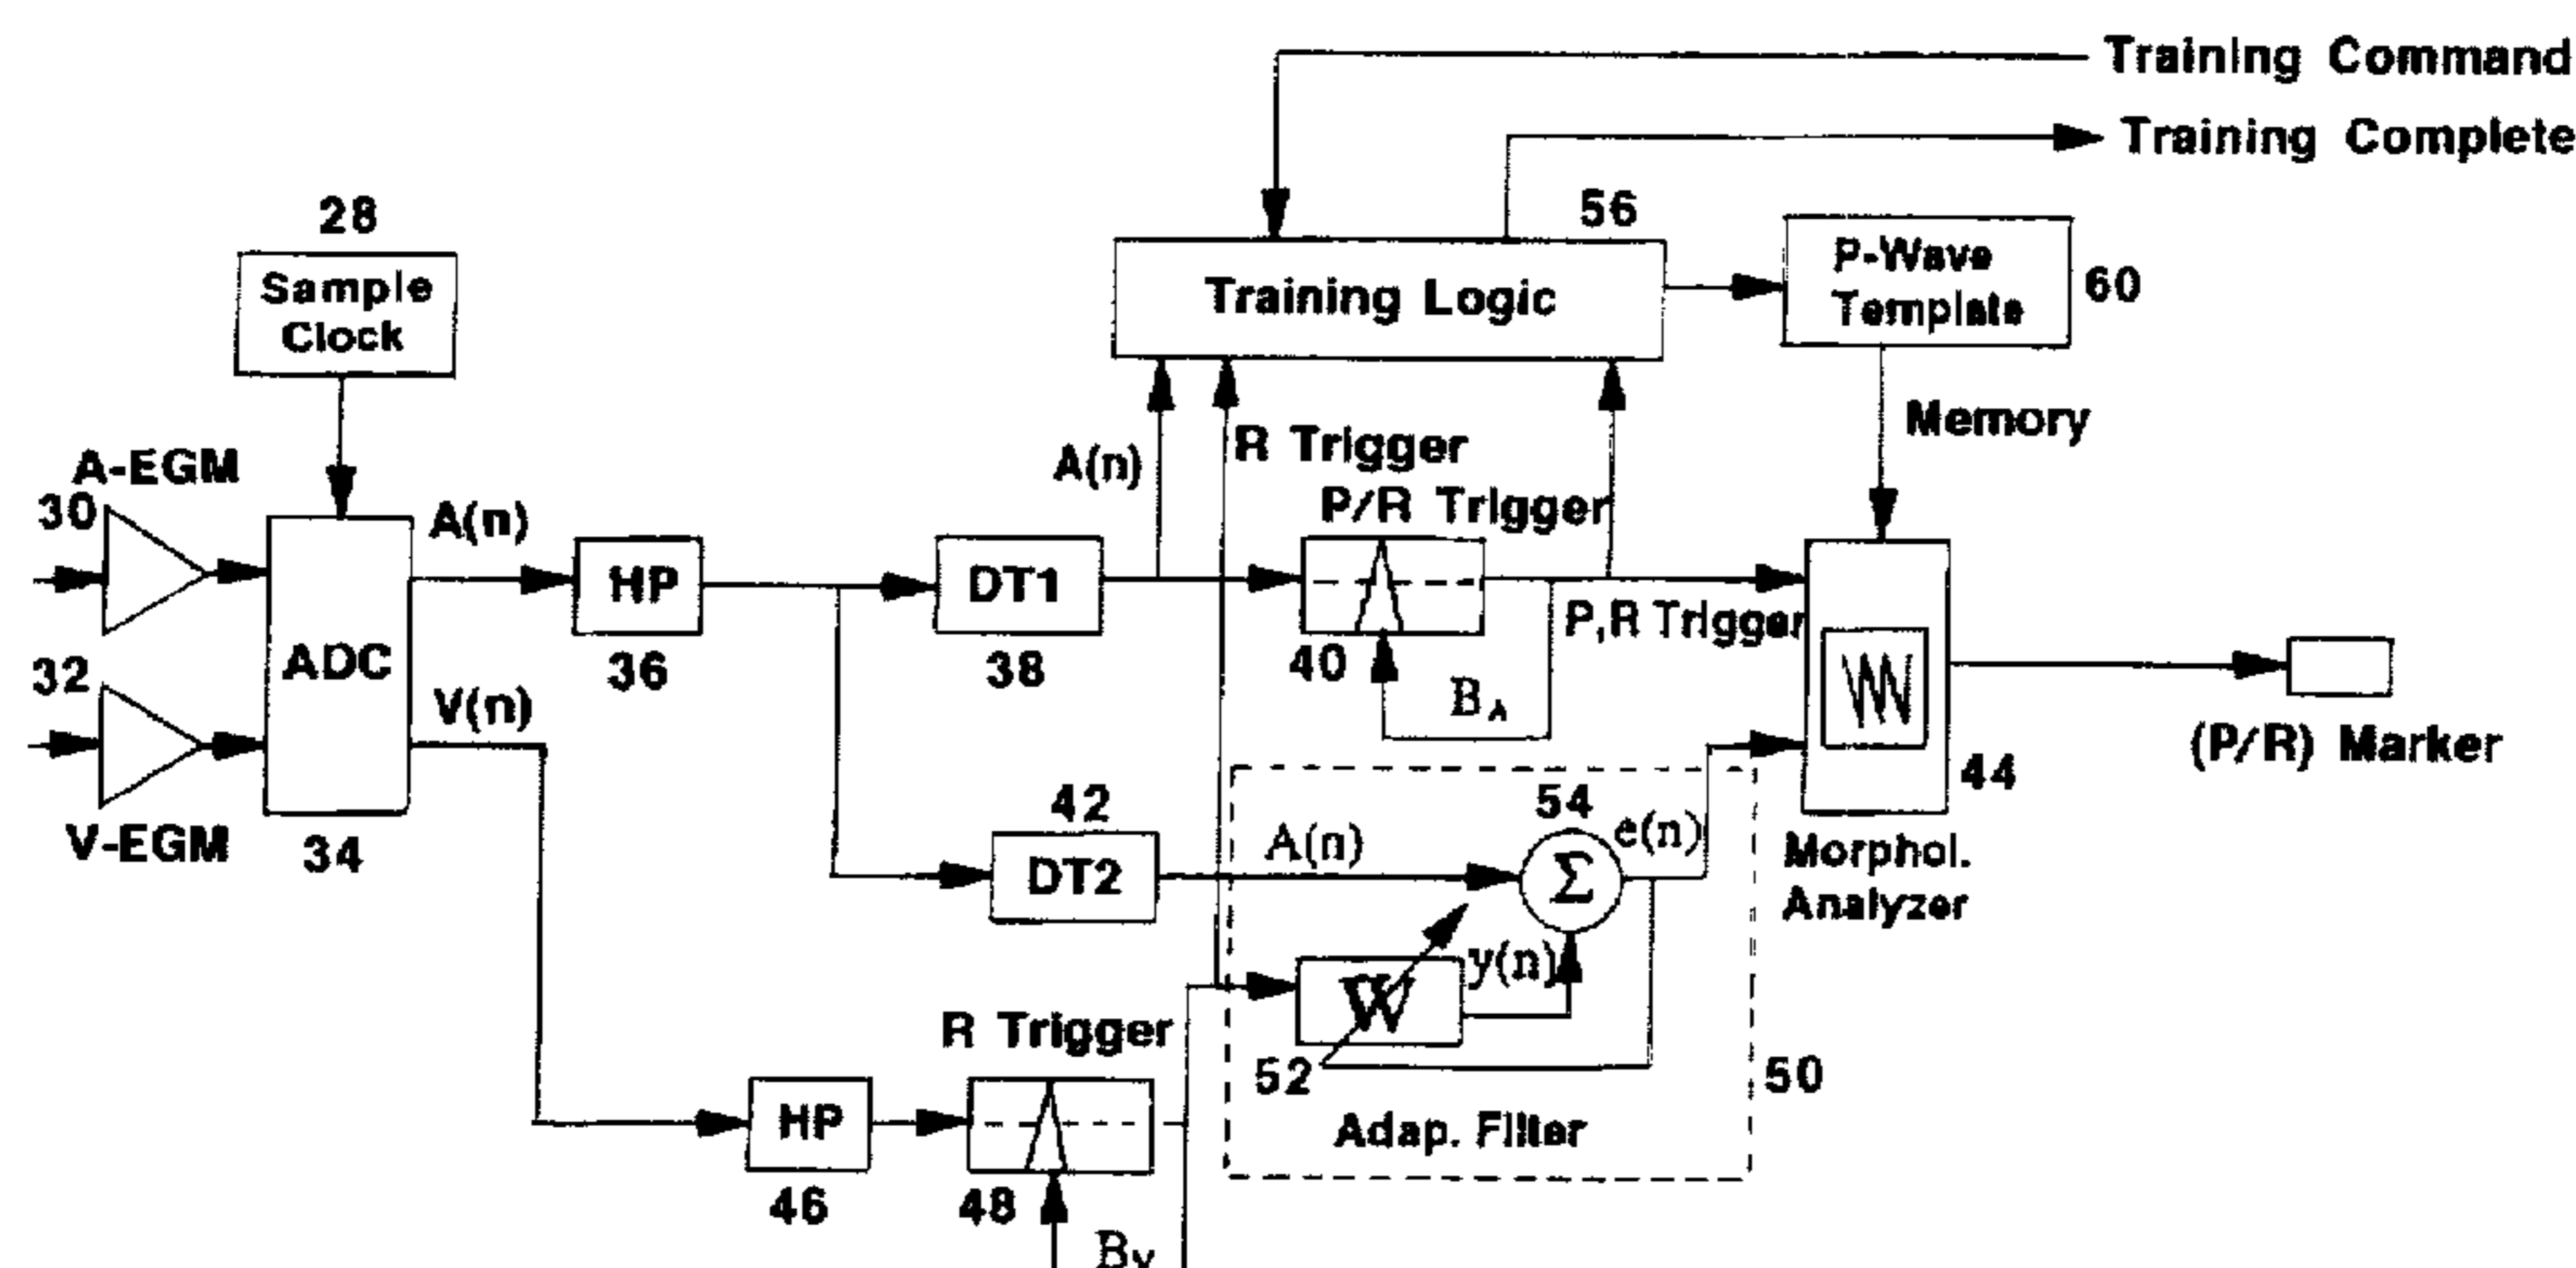 Training Command
Training Complete
28
Sample
Clock
56
Training Logic
P-Wave
Template
60
Memory
A-EGM
30
A(n)
ADC
32
V(n)
V-EGM
34
HP
36
DT1
38
A(n)
R Trigger
P/R Trigger
40
B_A
P,R Trigger
44
Morphol.
Analyzer
(P/R) Marker
42
DT2
A(n)
54
Σ
e(n)
y(n)
W
52
50
Adap. Filter
R Trigger
HP
46
48
B_V